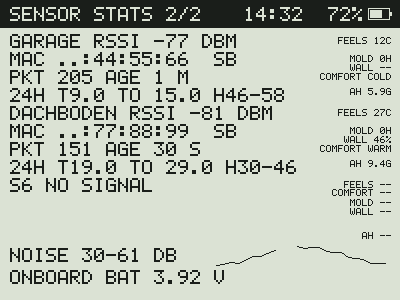 SENSOR STATS 2/2 14:32 72%
GARAGE RSSI -77 DBM
FEELS 12C
MAC ..:44:55:66 SB
MOLD 0H
WALL --
PKT 205 AGE 1 M
COMFORT COLD
24H T9.0 TO 15.0 H46-58
AH 5.9G
DACHBODEN RSSI -81 DBM
FEELS 27C
MAC ..:77:88:99 SB
MOLD 0H
WALL 46%
PKT 151 AGE 30 S
COMFORT WARM
24H T19.0 TO 29.0 H30-46
AH 9.4G
S6 NO SIGNAL
FEELS --
COMFORT --
MOLD --
WALL --
AH --
NOISE 30-61 DB
ONBOARD BAT 3.92 V